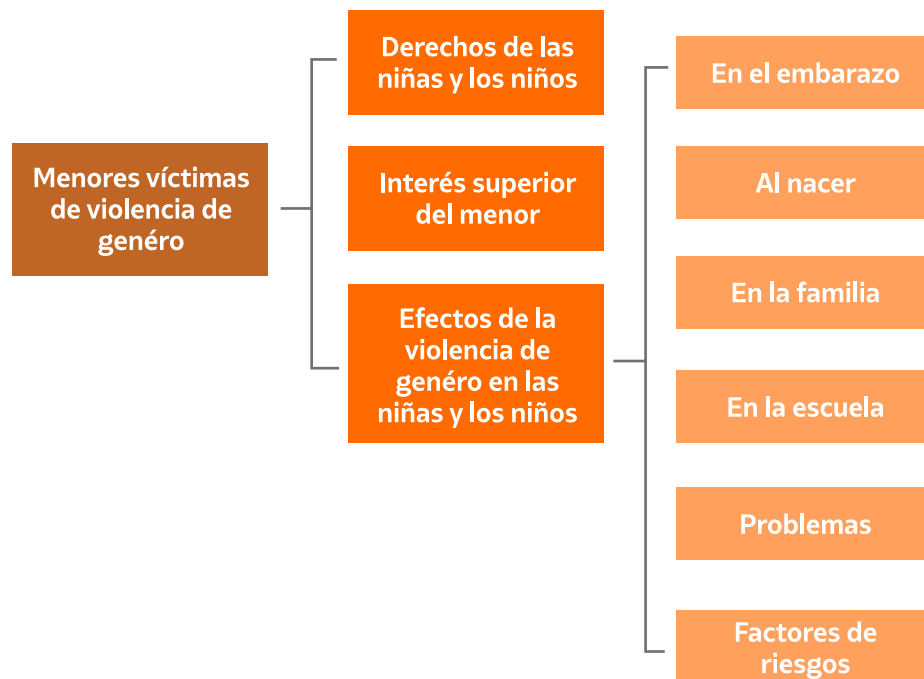 Menores víctimas
de violencia de
genéro
Derechos de las
niñas y los niños
Interés superior
del menor
Efectos de la
violencia de
genéro en las
niñas y los niños
En el embarazo
Al nacer
En la familia
En la escuela
Problemas
Factores de
riesgos